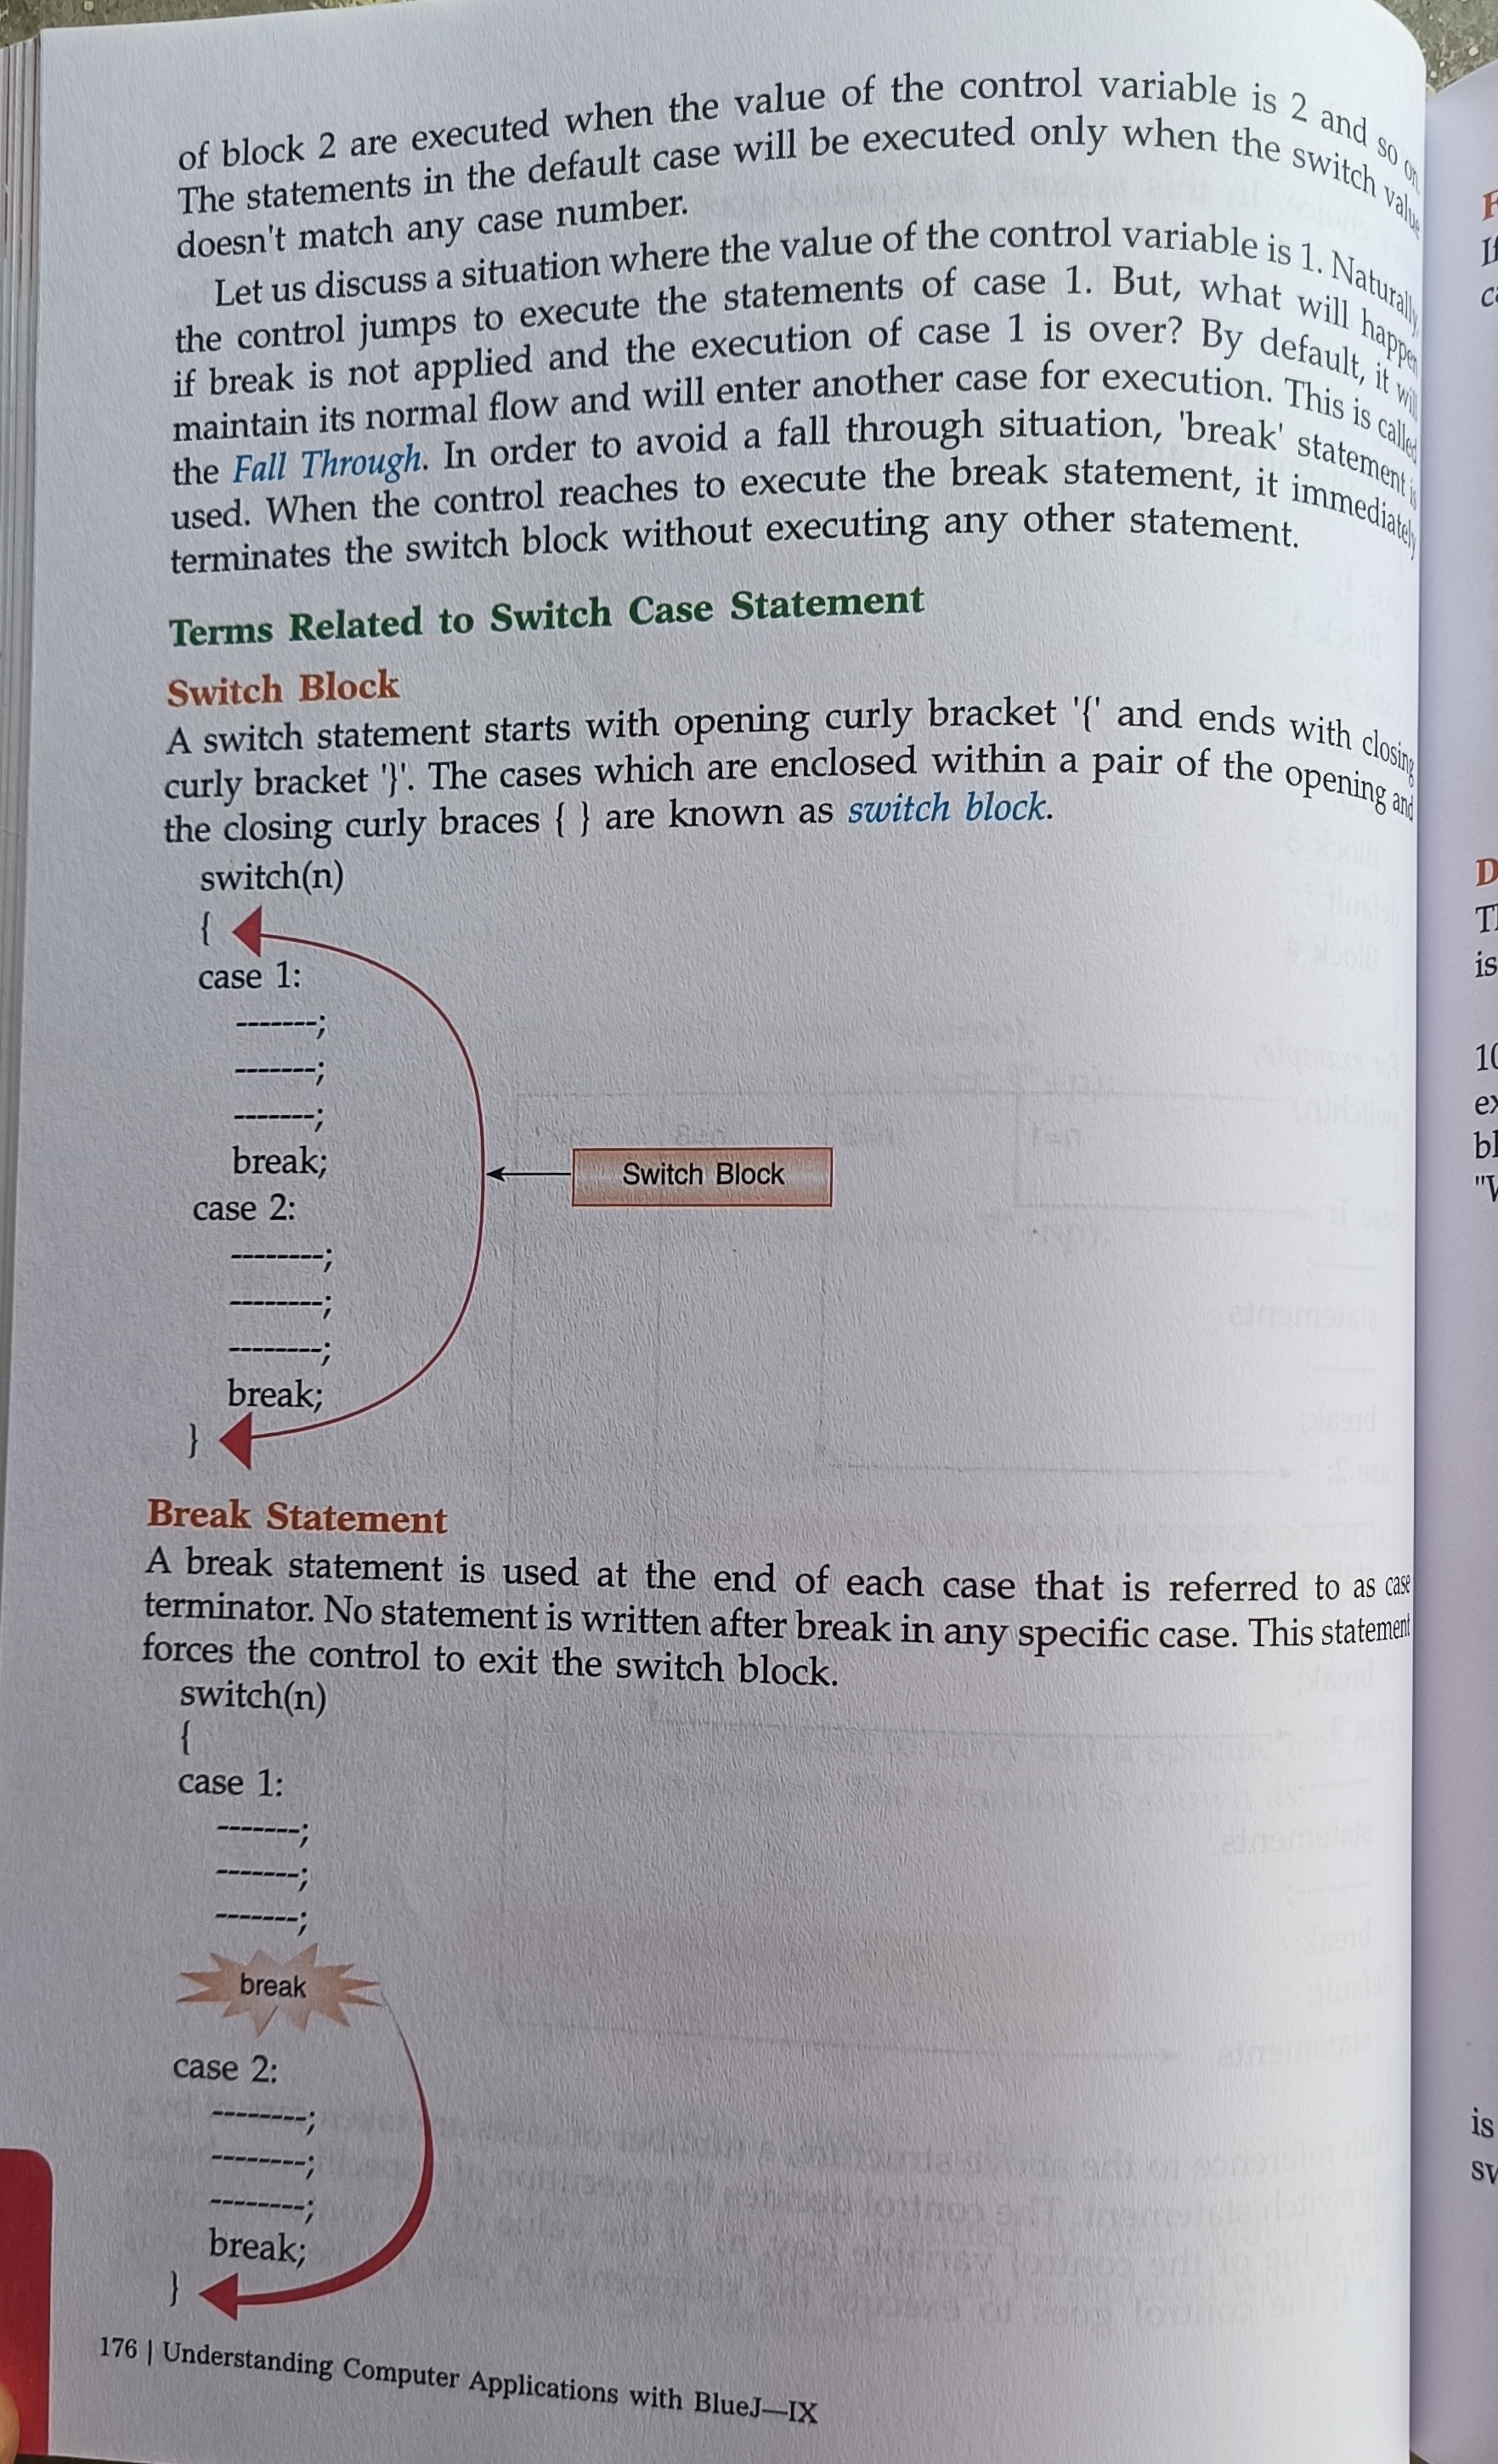 of block 2 are executed when the value of the control variable is 2 and so on
The statements in the default case will be executed only when the switch value
doesn't match any case number.
Let us discuss a situation where the value of the control variable is 1. Naturally,
the control jumps to execute the statements of case 1. But, what will happen
if break is not applied and the execution of case 1 is over? By default, it will
maintain its normal flow and will enter another case for execution. This is called
the Fall Through. In order to avoid a fall through situation, 'break' statement is
used. When the control reaches to execute the break statement, it immediately
terminates the switch block without executing any other statement.
Terms Related to Switch Case Statement
Switch Block
A switch statement starts with opening curly bracket '{' and ends with closing
curly bracket '}'. The cases which are enclosed within a pair of the opening and
the closing curly braces { } are known as switch block.
switch(n)
{
case 1:
-------;
-------;
-------;
break;
Switch Block
case 2:
--------;
--------;
--------;
break;
}
Break Statement
A break statement is used at the end of each case that is referred to as case
terminator. No statement is written after break in any specific case. This statement
forces the control to exit the switch block.
switch(n)
{
case 1:
-------;
-------;
-------;
break
case 2:
--------;
--------;
--------;
break;
}
176 | Understanding Computer Applications with BlueJ—IX